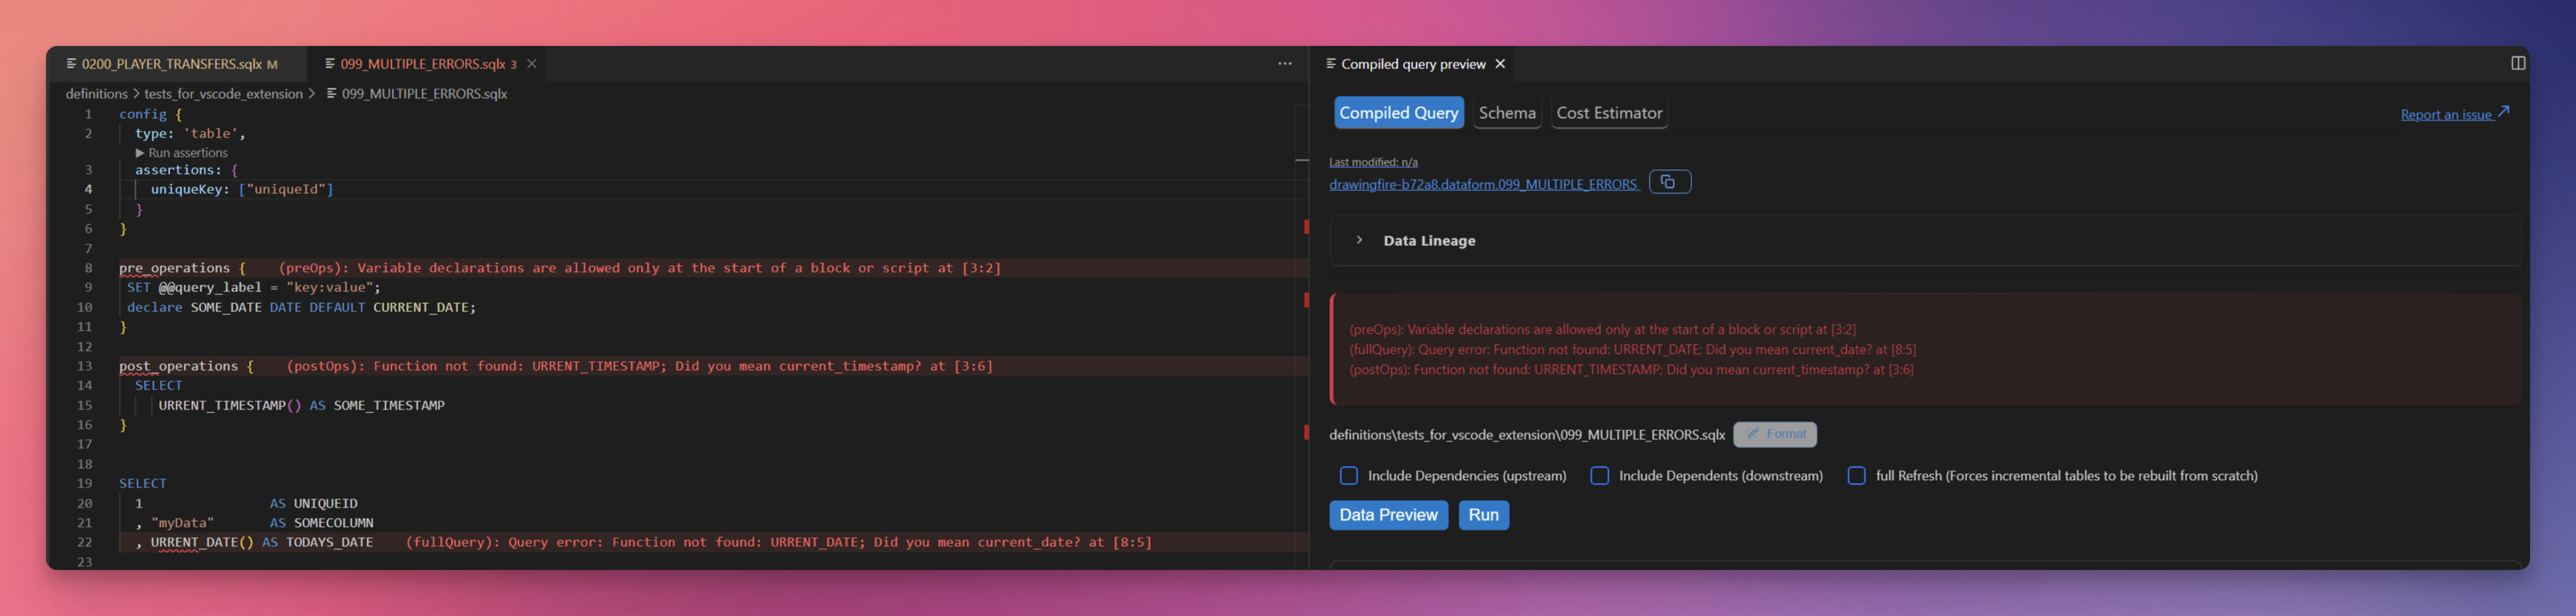 0200_PLAYER_TRANSFERS.sqlx M
099_MULTIPLE_ERRORS.sqlx 3
definitions > tests_for_vscode_extension > 099_MULTIPLE_ERRORS.sqlx
1 config {
2 type: 'table',
Run assertions
3 assertions: {
4 uniqueKey: ["uniqueId"]
5 }
6 }
7
8 pre_operations { (preOps): Variable declarations are allowed only at the start of a block or script at [3:2]
9 SET @@query_label = "key:value";
10 declare SOME_DATE DATE DEFAULT CURRENT_DATE;
11 }
12
13 post_operations { (postOps): Function not found: URRENT_TIMESTAMP; Did you mean current_timestamp? at [3:6]
14 SELECT
15 URRENT_TIMESTAMP() AS SOME_TIMESTAMP
16 }
17
18
19 SELECT
20 1 AS UNIQUEID
21 , "myData" AS SOMECOLUMN
22 , URRENT_DATE() AS TODAYS_DATE (fullQuery): Query error: Function not found: URRENT_DATE; Did you mean current_date? at [8:5]
23
Compiled query preview
Compiled Query Schema Cost Estimator
Report an issue
Last modified: n/a
drawingfire-b72a8.dataform.099_MULTIPLE_ERRORS
Data Lineage
(preOps): Variable declarations are allowed only at the start of a block or script at [3:2]
(fullQuery): Query error: Function not found: URRENT_DATE; Did you mean current_date? at [8:5]
(postOps): Function not found: URRENT_TIMESTAMP; Did you mean current_timestamp? at [3:6]
definitions\tests_for_vscode_extension\099_MULTIPLE_ERRORS.sqlx Format
Include Dependencies (upstream) Include Dependents (downstream) full Refresh (Forces incremental tables to be rebuilt from scratch)
Data Preview Run